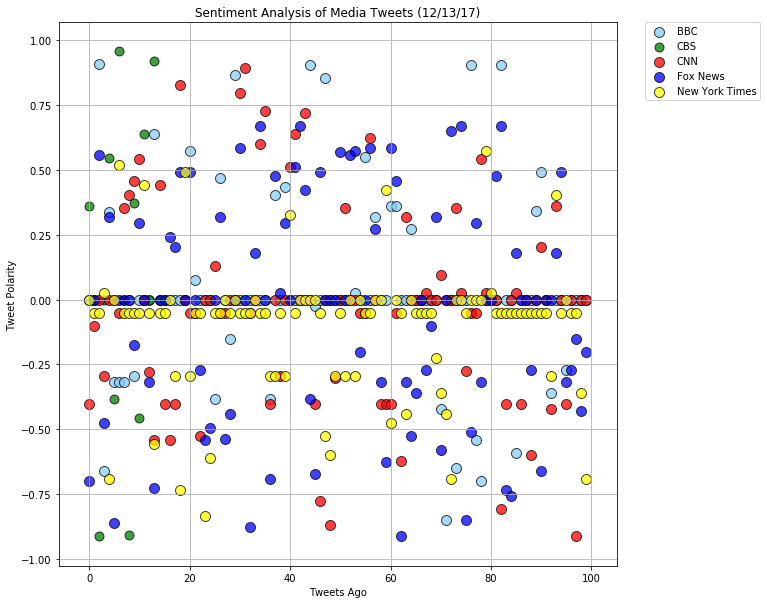 Sentiment Analysis of Media Tweets (12/13/17)
BBC
CBS
CNN
Fox News
New York Times
1.00
0.75
0.50
0.25
0.00
−0.25
−0.50
−0.75
−1.00
Tweet Polarity
0
20
40
60
80
100
Tweets Ago